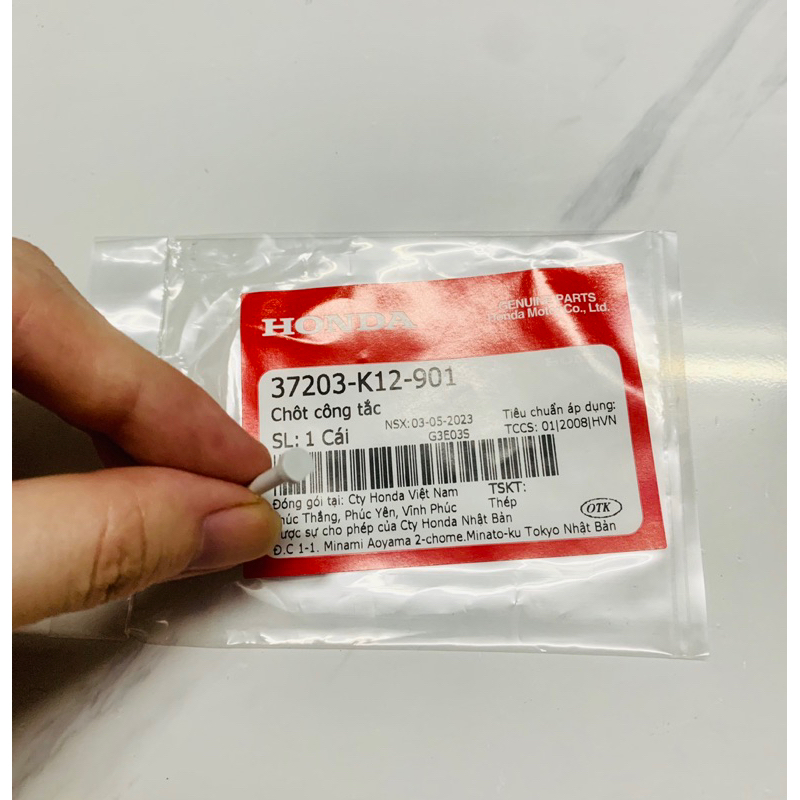 HONDA
GENUINE PARTS
Honda Motor Co., Ltd.
37203-K12-901
Chốt công tắc
NSX: 03-05-2023
Tiêu chuẩn áp dụng:
SL: 1 Cái
G3E03S
TCCS: 01|2008|HVN
Đóng gói tại: Cty Honda Việt Nam
TSKT:
Phúc Thắng, Phúc Yên, Vĩnh Phúc
Thép
Được sự cho phép của Cty Honda Nhật Bản
OTK
Đ.C 1-1. Minami Aoyama 2-chome.Minato-ku Tokyo Nhật Bản